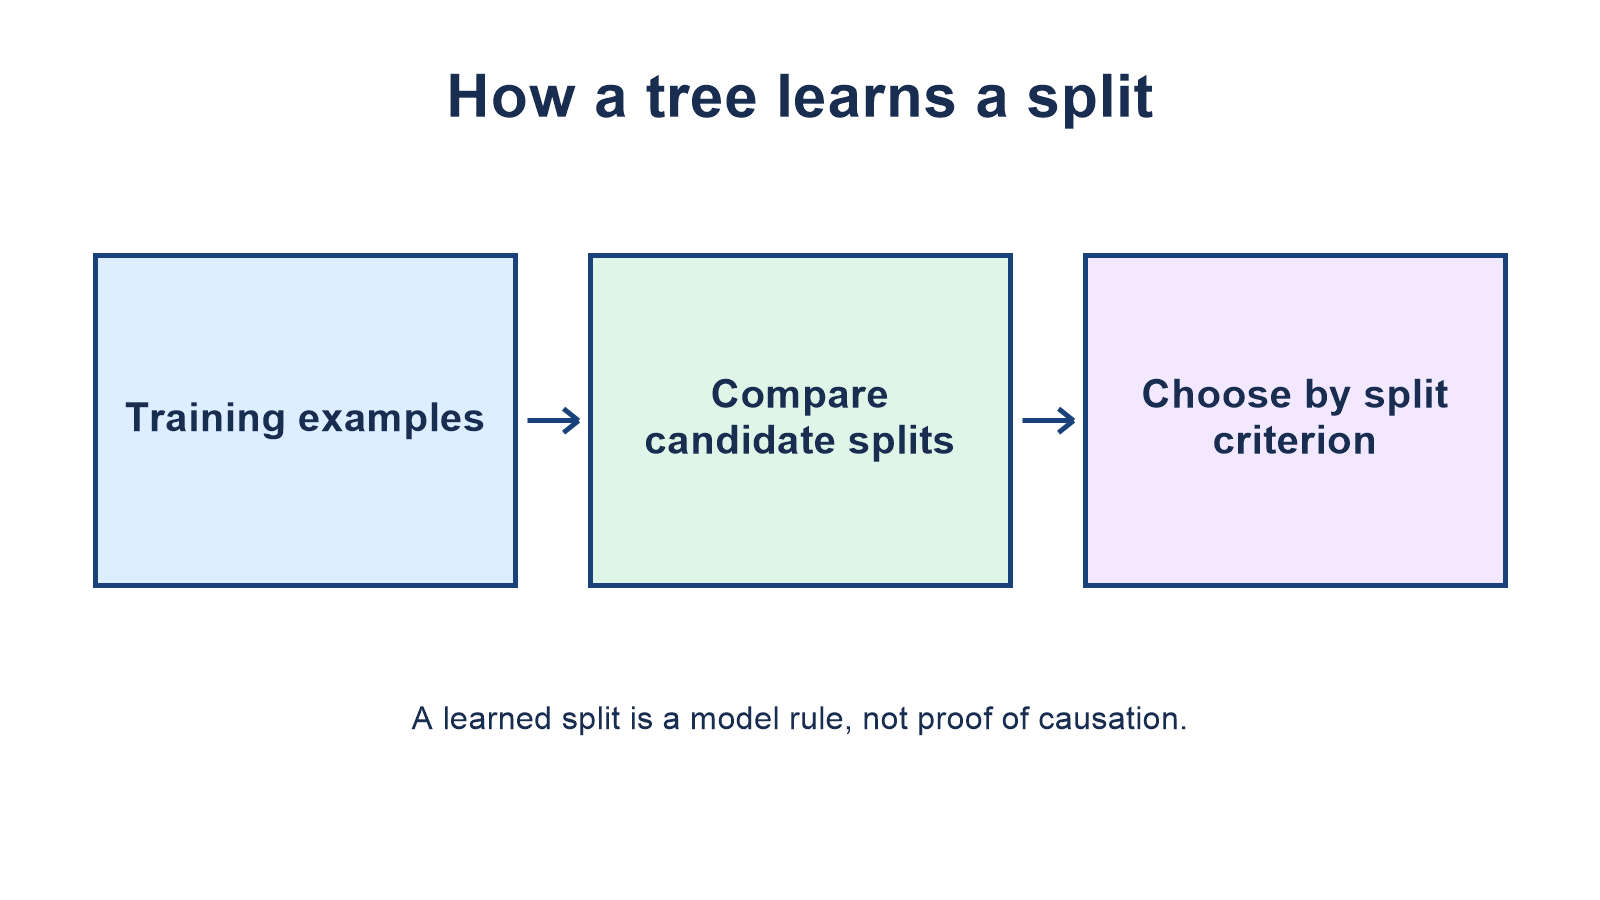 How a tree learns a split
Training examples
Compare
candidate splits
Choose by split
criterion
A learned split is a model rule, not proof of causation.